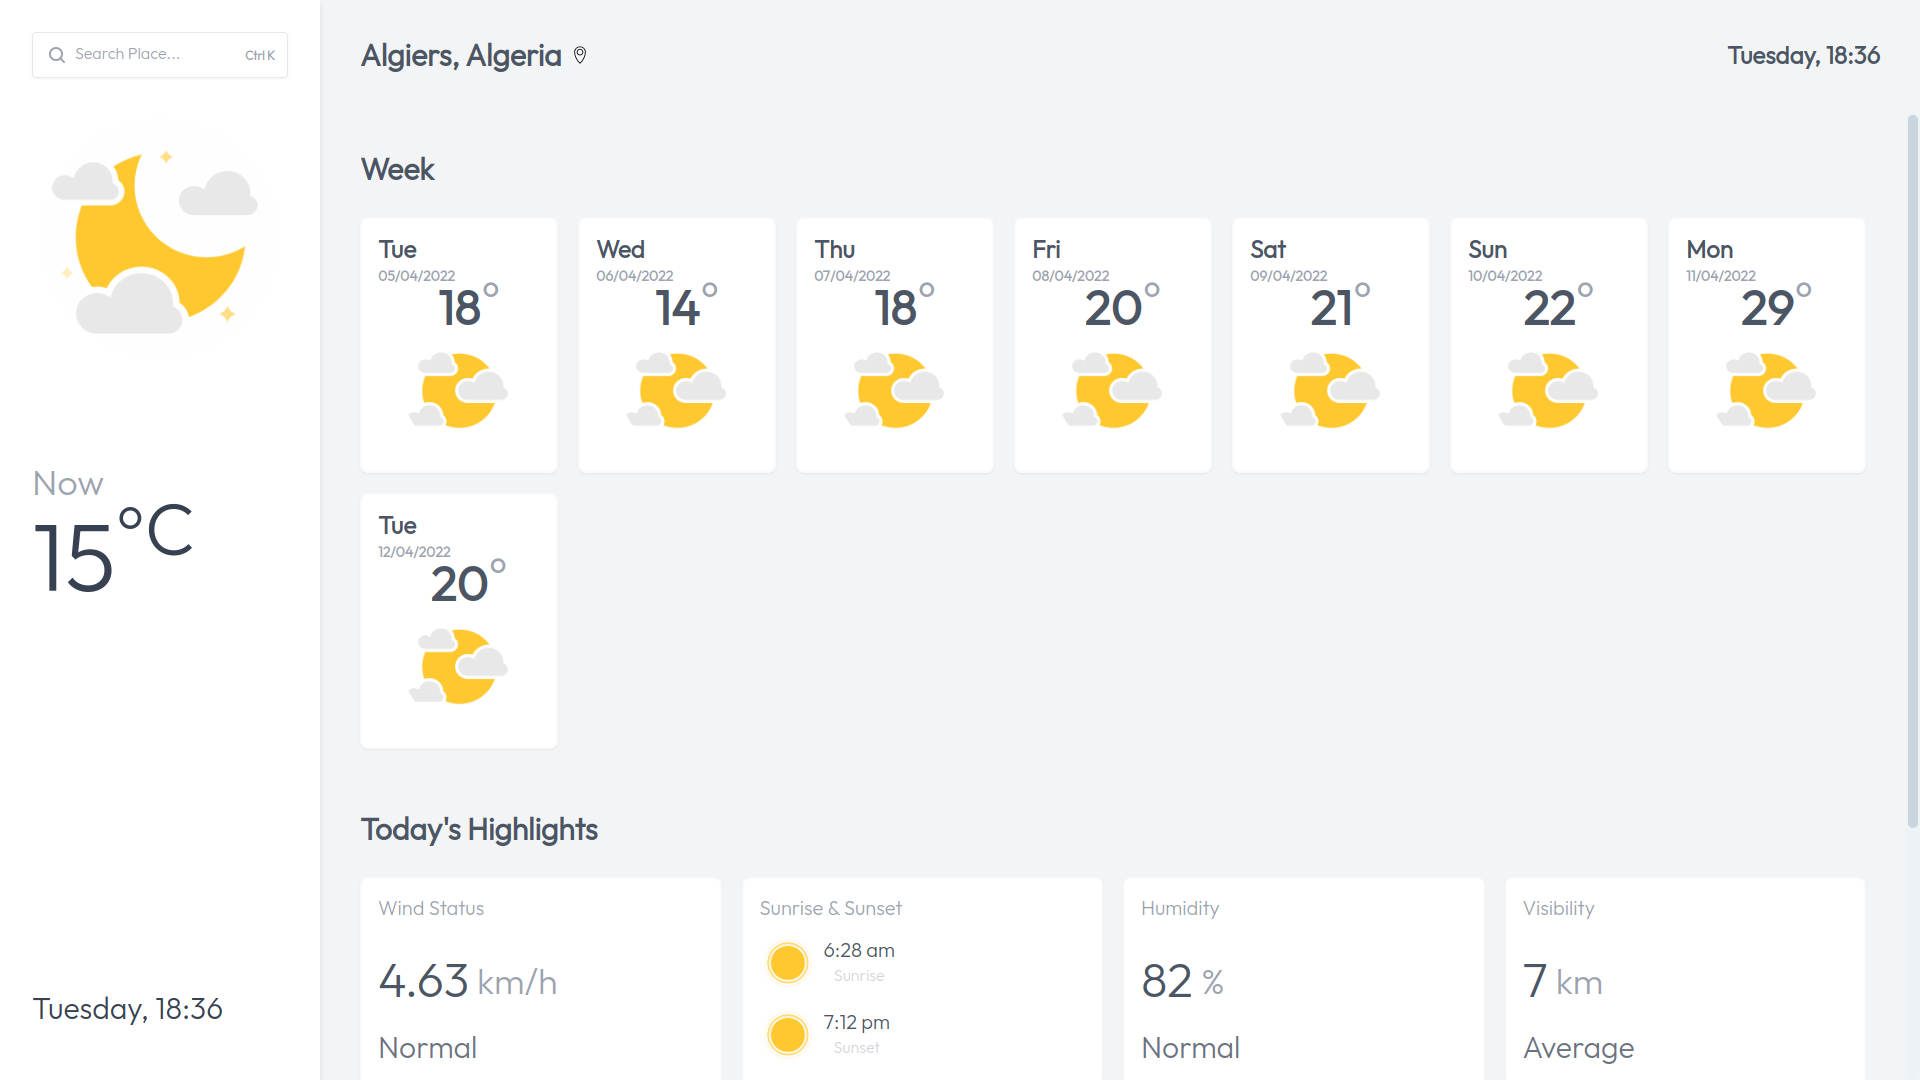 Search Place...
Ctrl K
Now
15°C
Tuesday, 18:36
Algiers, Algeria
Tuesday, 18:36
Week
Tue
05/04/2022
18°
Wed
06/04/2022
14°
Thu
07/04/2022
18°
Fri
08/04/2022
20°
Sat
09/04/2022
21°
Sun
10/04/2022
22°
Mon
11/04/2022
29°
Tue
12/04/2022
20°
Today's Highlights
Wind Status
4.63 km/h
Normal
Sunrise & Sunset
6:28 am
Sunrise
7:12 pm
Sunset
Humidity
82 %
Normal
Visibility
7 km
Average